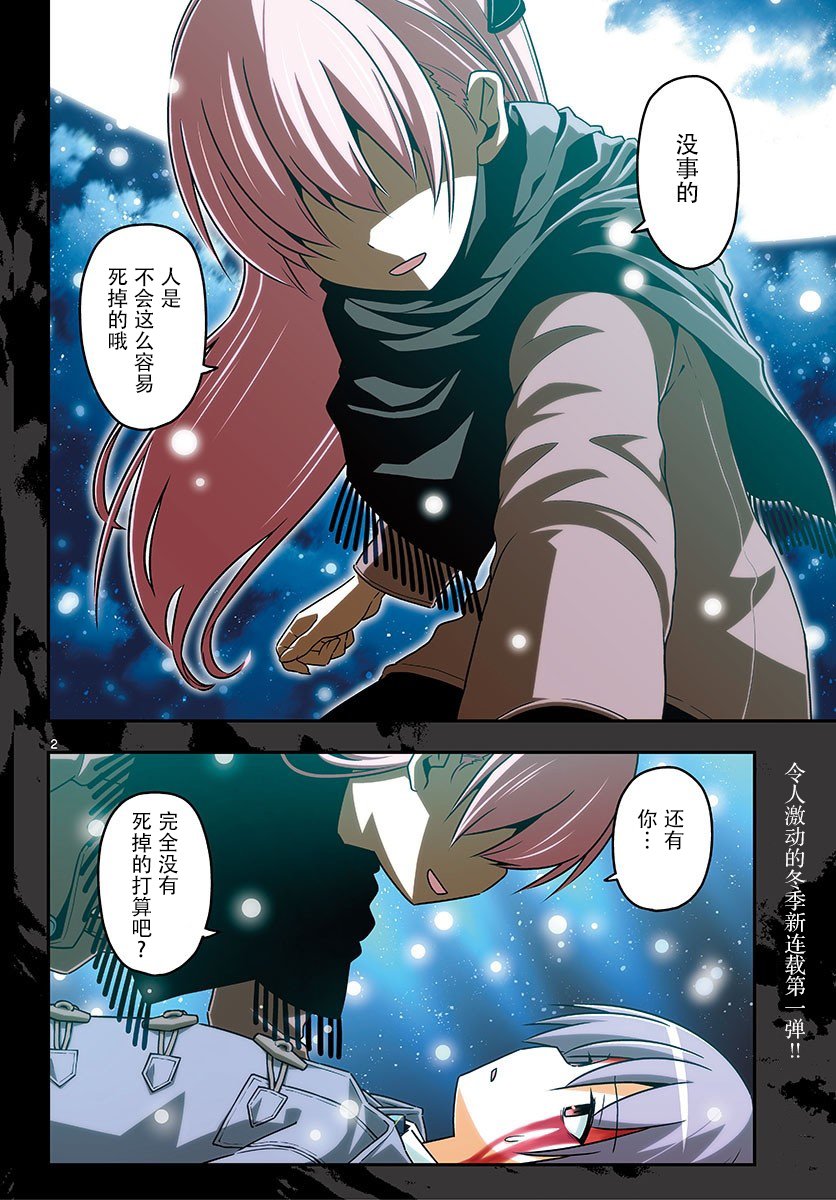 没事的
人是
不会这么容易
死掉的哦
2
还有
你…
完全没有
死掉的打算吧?
令人激动的冬季新连载第一弹!!